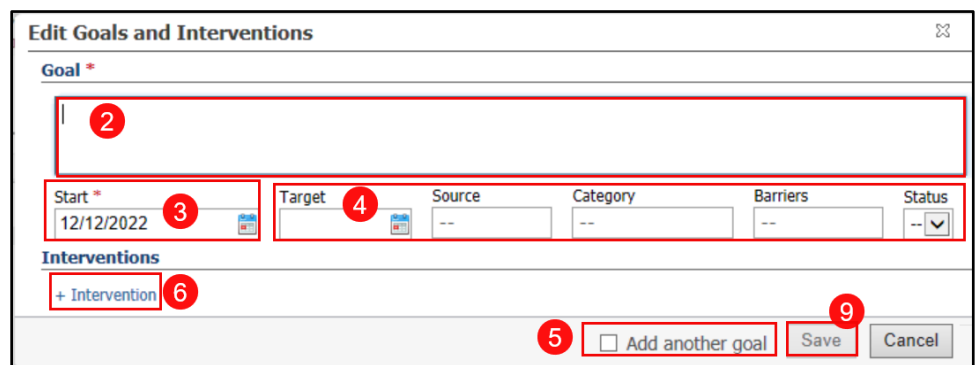 Edit Goals and Interventions
Goal *
2
Start * 3 Target 4 Source Category Barriers Status
12/12/2022 -- -- -- --
Interventions
+ Intervention 6
9
5 Add another goal Save Cancel